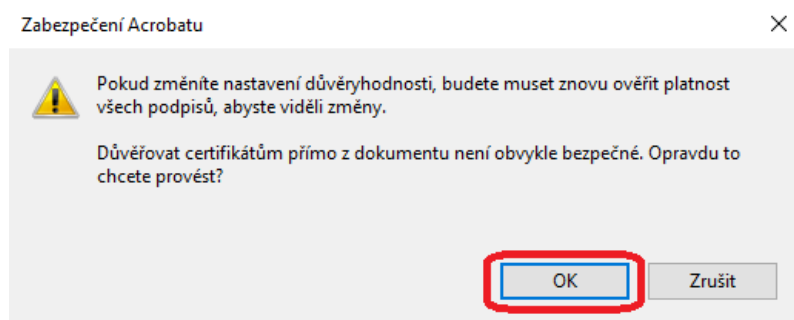 Zabezpečení Acrobatu
Pokud změníte nastavení důvěryhodnosti, budete muset znovu ověřit platnost
všech podpisů, abyste viděli změny.
Důvěřovat certifikátům přímo z dokumentu není obvykle bezpečné. Opravdu to
chcete provést?
OK
Zrušit